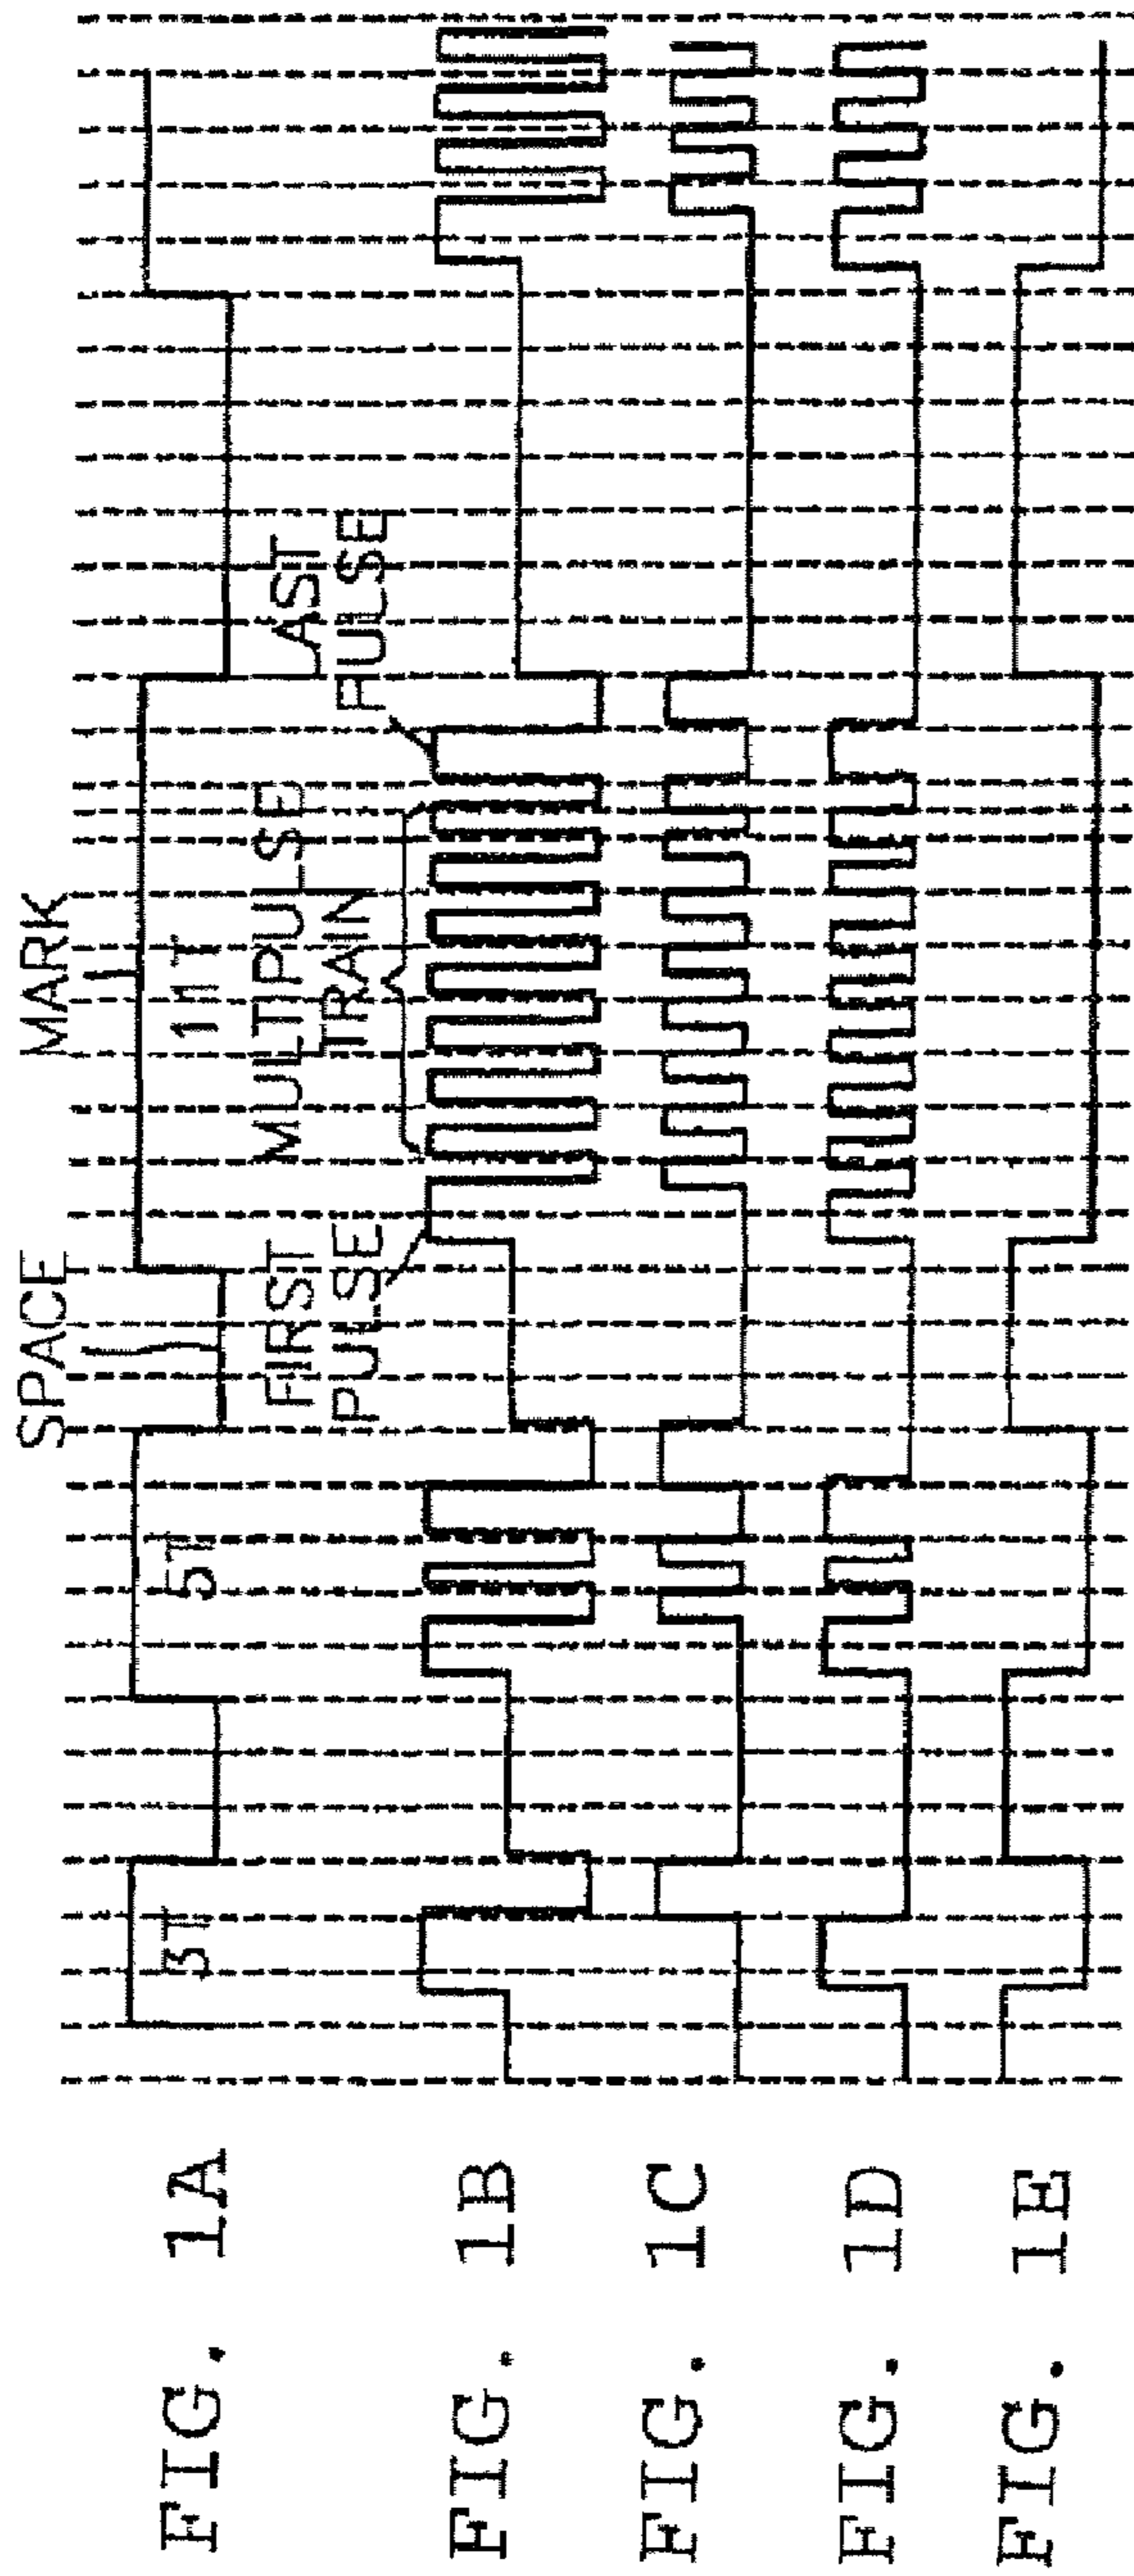 MARK
SPACE
3T
5T
11T
FIRST
PULSE
MULTIPULSE
TRAIN
LAST
PULSE
FIG. 1A
FIG. 1B
FIG. 1C
FIG. 1D
FIG. 1E